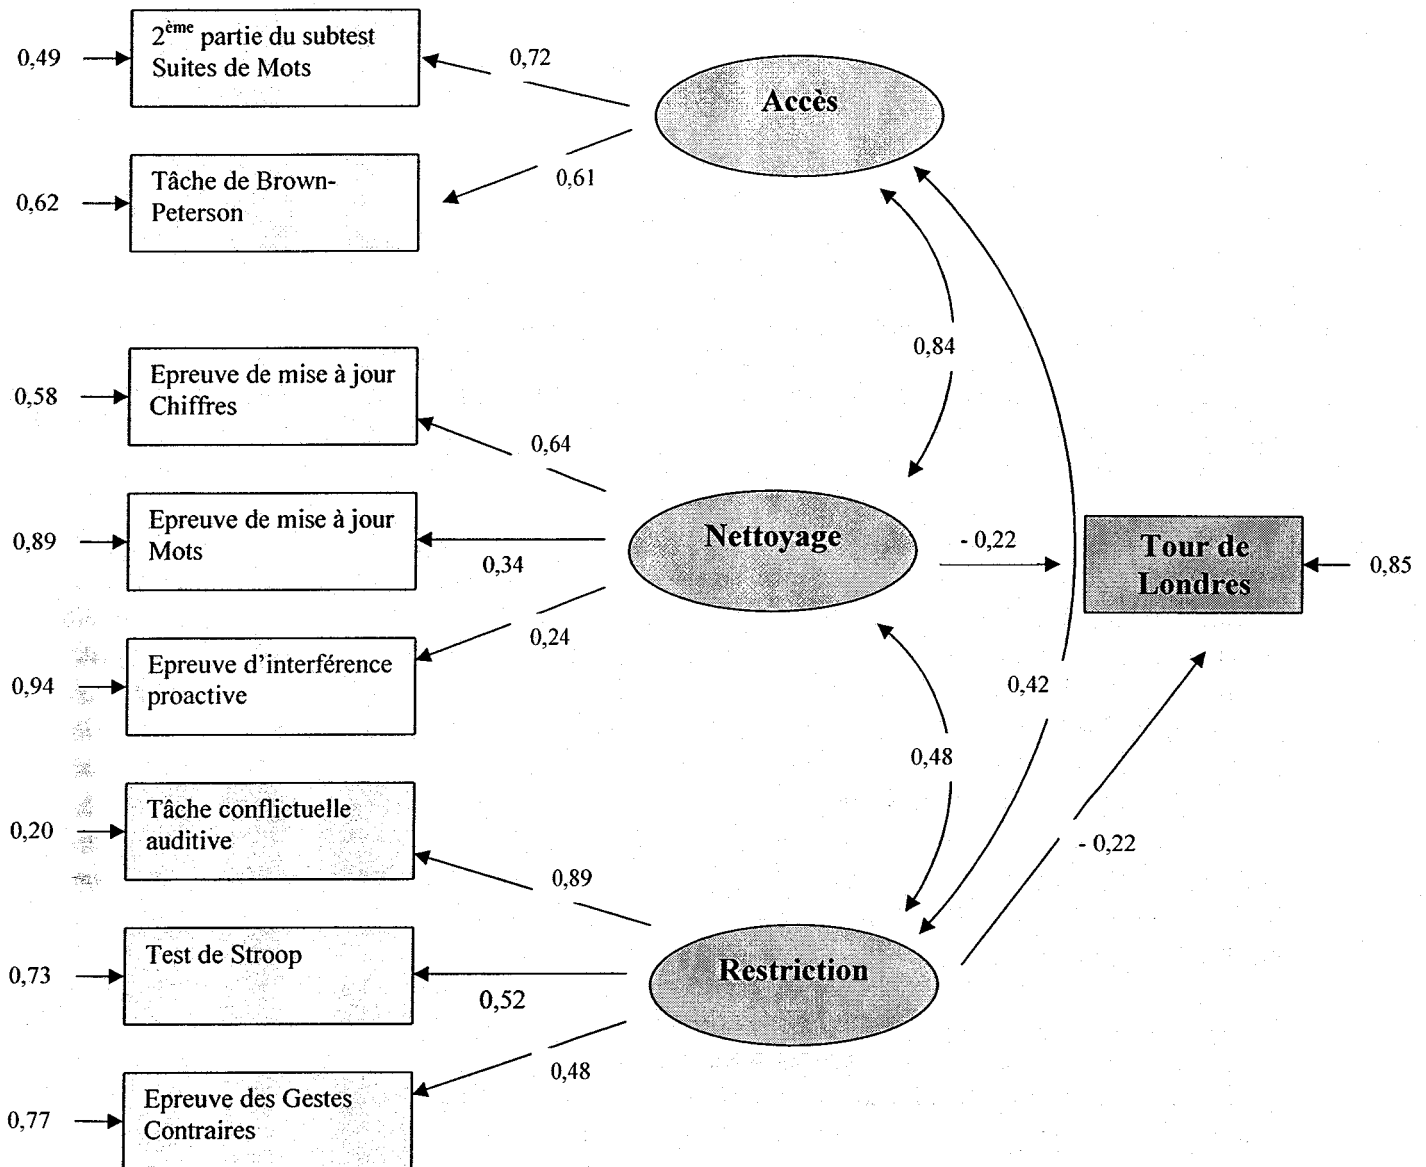 2ème partie du subtest
Suites de Mots
0,49
0,72
Accès
Tâche de Brown-
Peterson
0,62
0,61
0,84
Epreuve de mise à jour
Chiffres
0,58
0,64
Epreuve de mise à jour
Mots
0,89
0,34
Nettoyage
- 0,22
Tour de
Londres
0,85
Epreuve d'interférence
proactive
0,94
0,24
0,42
0,48
Tâche conflictuelle
auditive
0,20
0,89
- 0,22
Test de Stroop
0,73
0,52
Restriction
Epreuve des Gestes
Contraires
0,77
0,48